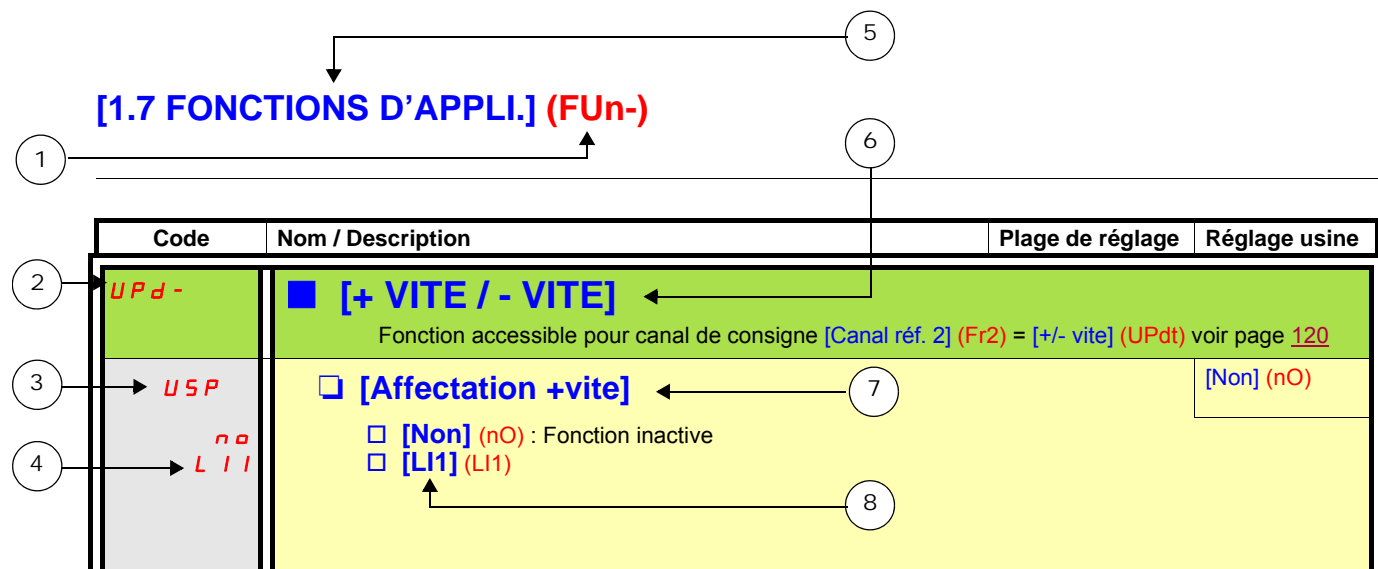 5
[1.7 FONCTIONS D'APPLI.] (FUn-)
1
6
Code Nom / Description Plage de réglage Réglage usine
2
UPd- [+ VITE / - VITE]
Fonction accessible pour canal de consigne [Canal réf. 2] (Fr2) = [+/- vite] (UPdt) voir page 120
3
USP [Affectation +vite] 7 [Non] (nO)
nO [Non] (nO) : Fonction inactive
4
LI1 [LI1] (LI1)
8